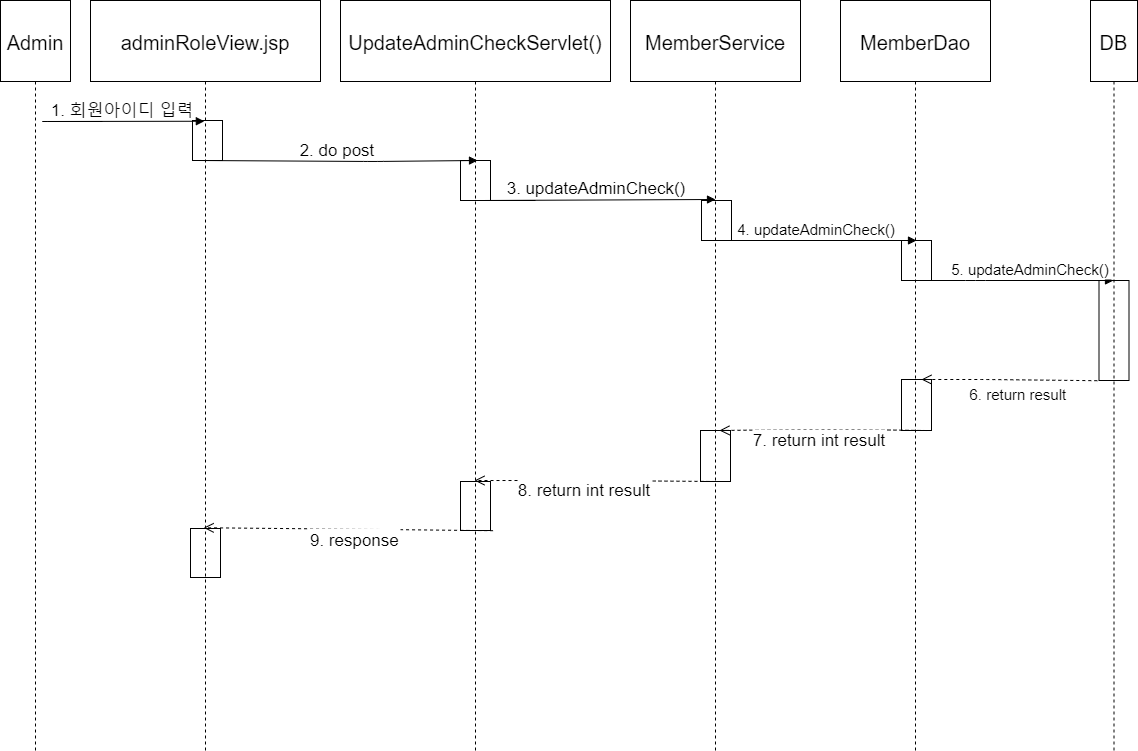 Admin
adminRoleView.jsp
UpdateAdminCheckServlet()
MemberService
MemberDao
DB
1. 회원아이디 입력
2. do post
3. updateAdminCheck()
4. updateAdminCheck()
5. updateAdminCheck()
6. return result
7. return int result
8. return int result
9. response